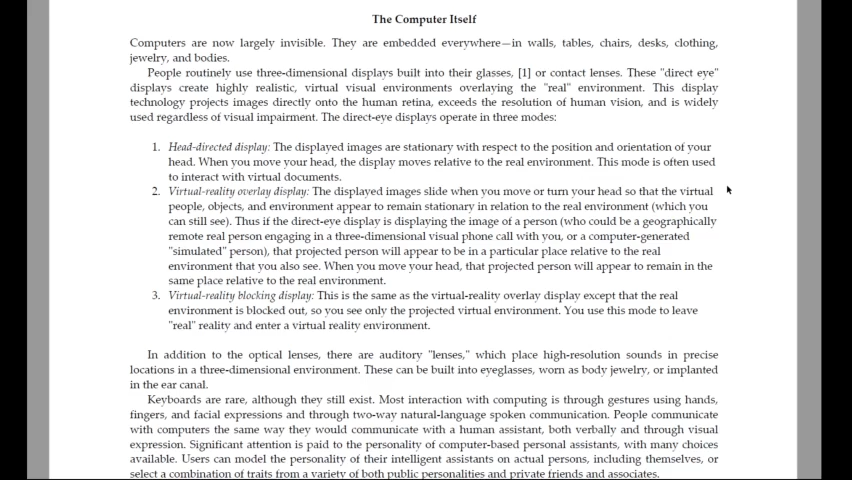 The Computer Itself
Computers are now largely invisible. They are embedded everywhere—in walls, tables, chairs, desks, clothing,
jewelry, and bodies.
People routinely use three-dimensional displays built into their glasses, [1] or contact lenses. These "direct eye"
displays create highly realistic, virtual visual environments overlaying the "real" environment. This display
technology projects images directly onto the human retina, exceeds the resolution of human vision, and is widely
used regardless of visual impairment. The direct-eye displays operate in three modes:
1. Head-directed display: The displayed images are stationary with respect to the position and orientation of your
head. When you move your head, the display moves relative to the real environment. This mode is often used
to interact with virtual documents.
2. Virtual-reality overlay display: The displayed images slide when you move or turn your head so that the virtual
people, objects, and environment appear to remain stationary in relation to the real environment (which you
can still see). Thus if the direct-eye display is displaying the image of a person (who could be a geographically
remote real person engaging in a three-dimensional visual phone call with you, or a computer-generated
"simulated" person), that projected person will appear to be in a particular place relative to the real
environment that you also see. When you move your head, that projected person will appear to remain in the
same place relative to the real environment.
3. Virtual-reality blocking display: This is the same as the virtual-reality overlay display except that the real
environment is blocked out, so you see only the projected virtual environment. You use this mode to leave
"real" reality and enter a virtual reality environment.
In addition to the optical lenses, there are auditory "lenses," which place high-resolution sounds in precise
locations in a three-dimensional environment. These can be built into eyeglasses, worn as body jewelry, or implanted
in the ear canal.
Keyboards are rare, although they still exist. Most interaction with computing is through gestures using hands,
fingers, and facial expressions and through two-way natural-language spoken communication. People communicate
with computers the same way they would communicate with a human assistant, both verbally and through visual
expression. Significant attention is paid to the personality of computer-based personal assistants, with many choices
available. Users can model the personality of their intelligent assistants on actual persons, including themselves, or
select a combination of traits from a variety of both public personalities and private friends and associates.